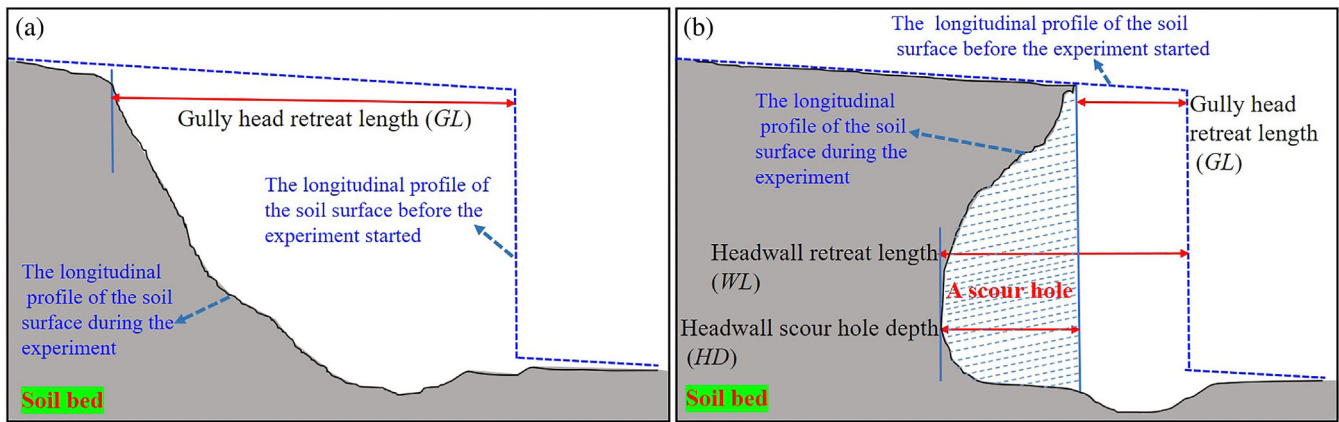 (a)
Gully head retreat length (GL)
The longitudinal profile of
the soil surface before the
experiment started
The longitudinal
profile of the soil
surface during the
experiment
Soil bed
(b)
The longitudinal profile of the soil
surface before the experiment started
The longitudinal
profile of the soil
surface during the
experiment
Gully head
retreat length
(GL)
Headwall retreat length
(WL)
A scour hole
Headwall scour hole depth
(HD)
Soil bed